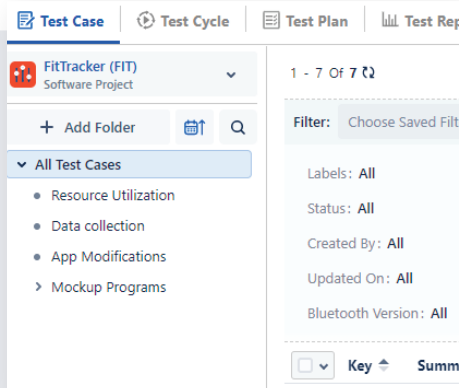 Test Case
Test Cycle
Test Plan
Test Rep
FitTracker (FIT)
Software Project
Add Folder
All Test Cases
Resource Utilization
Data collection
App Modifications
Mockup Programs
1 - 7 Of 7
Filter: Choose Saved Filt
Labels: All
Status: All
Created By: All
Updated On: All
Bluetooth Version: All
Key
Summ